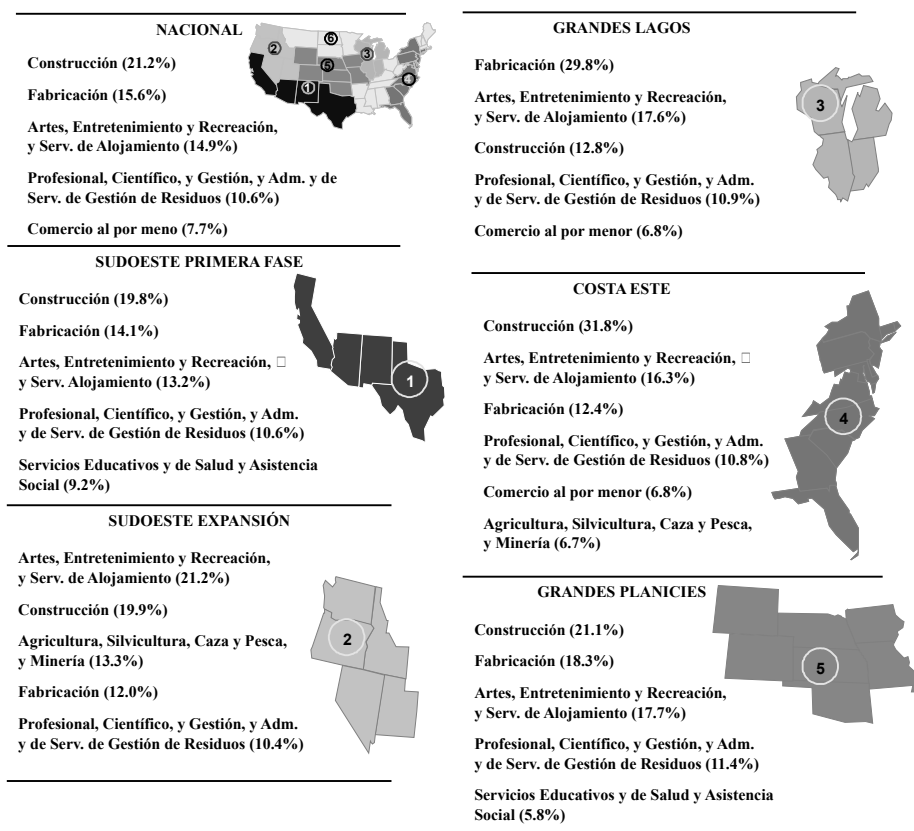 NACIONAL
Construcción (21.2%)
Fabricación (15.6%)
Artes, Entretenimiento y Recreación,
y Serv. de Alojamiento (14.9%)
Profesional, Científico, y Gestión, y Adm. y de
Serv. de Gestión de Residuos (10.6%)
Comercio al por meno (7.7%)
6
2
3
5
4
1
SUDOESTE PRIMERA FASE
Construcción (19.8%)
Fabricación (14.1%)
Artes, Entretenimiento y Recreación, □
y Serv. Alojamiento (13.2%)
Profesional, Científico, y Gestión, y Adm.
y de Serv. de Gestión de Residuos (10.6%)
Servicios Educativos y de Salud y Asistencia
Social (9.2%)
1
SUDOESTE EXPANSIÓN
Artes, Entretenimiento y Recreación,
y Serv. de Alojamiento (21.2%)
Construcción (19.9%)
Agricultura, Silvicultura, Caza y Pesca,
y Minería (13.3%)
Fabricación (12.0%)
Profesional, Científico, y Gestión, y Adm.
y de Serv. de Gestión de Residuos (10.4%)
2
GRANDES LAGOS
Fabricación (29.8%)
Artes, Entretenimiento y Recreación,
y Serv. de Alojamiento (17.6%)
Construcción (12.8%)
Profesional, Científico, y Gestión, y Adm.
y de Serv. de Gestión de Residuos (10.9%)
Comercio al por menor (6.8%)
3
COSTA ESTE
Construcción (31.8%)
Artes, Entretenimiento y Recreación, □
y Serv. de Alojamiento (16.3%)
Fabricación (12.4%)
Profesional, Científico, y Gestión, y Adm.
y de Serv. de Gestión de Residuos (10.8%)
Comercio al por menor (6.8%)
Agricultura, Silvicultura, Caza y Pesca,
y Minería (6.7%)
4
GRANDES PLANICIES
Construcción (21.1%)
Fabricación (18.3%)
Artes, Entretenimiento y Recreación,
y Serv. de Alojamiento (17.7%)
Profesional, Científico, y Gestión, y Adm.
y de Serv. de Gestión de Residuos (11.4%)
Servicios Educativos y de Salud y Asistencia
Social (5.8%)
5